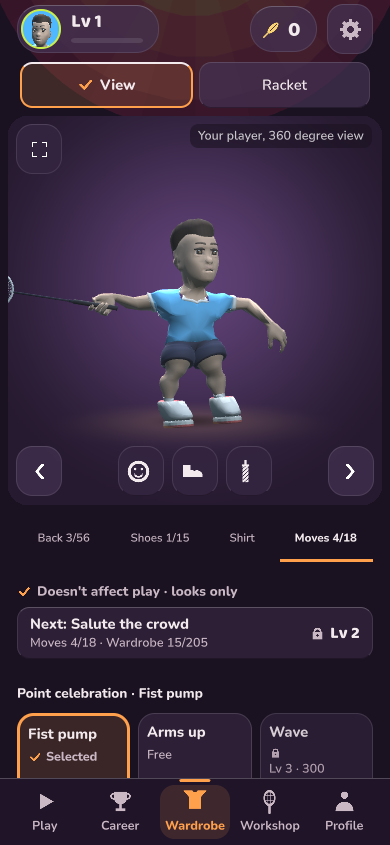 Lv 1
0
View
Racket
Your player, 360 degree view
Back 3/56
Shoes 1/15
Shirt
Moves 4/18
Doesn't affect play · looks only
Next: Salute the crowd
Moves 4/18 · Wardrobe 15/205
Lv 2
Point celebration · Fist pump
Fist pump
Selected
Arms up
Free
Wave
Lv 3 · 300
Play
Career
Wardrobe
Workshop
Profile